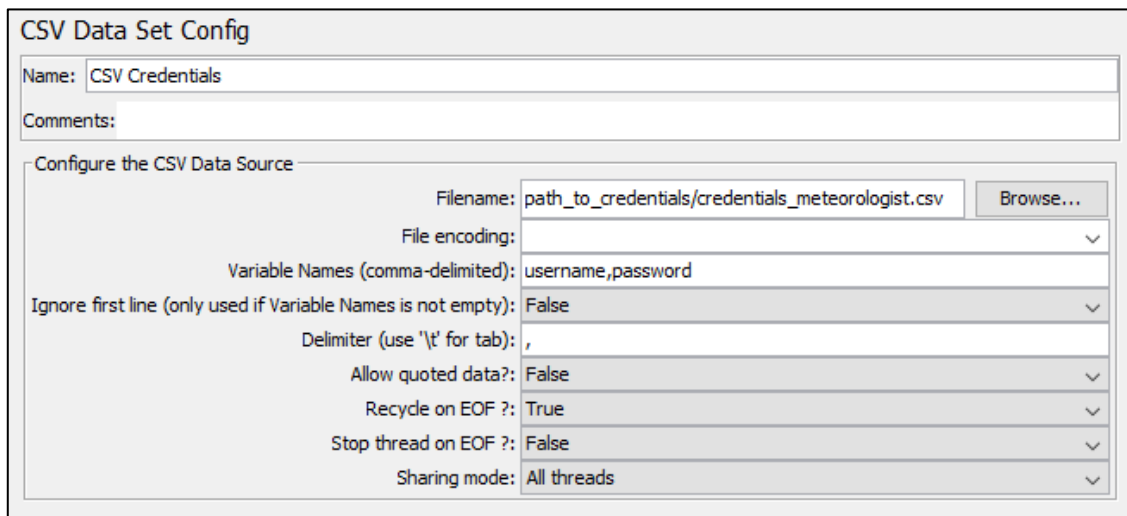 CSV Data Set Config
Name: CSV Credentials
Comments:
Configure the CSV Data Source
Filename: path_to_credentials/credentials_meteorologist.csv Browse...
File encoding:
Variable Names (comma-delimited): username,password
Ignore first line (only used if Variable Names is not empty): False
Delimiter (use '\t' for tab): ,
Allow quoted data?: False
Recycle on EOF ?: True
Stop thread on EOF ?: False
Sharing mode: All threads